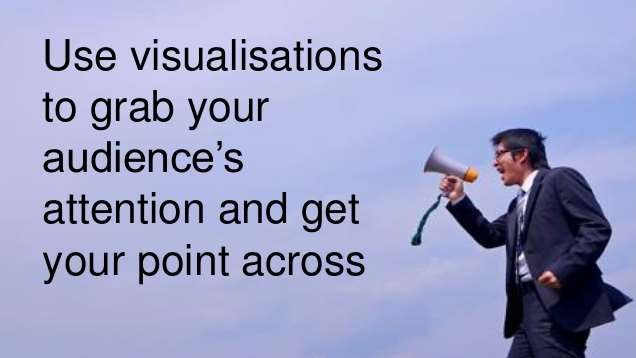 Use visualisations
to grab your
audience’s
attention and get
your point across